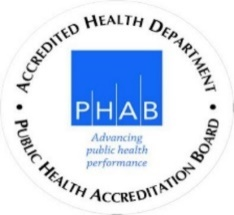 ACCREDITED HEALTH DEPARTMENT
PHAB
Advancing
public health
performance
• PUBLIC HEALTH ACCREDITATION BOARD •